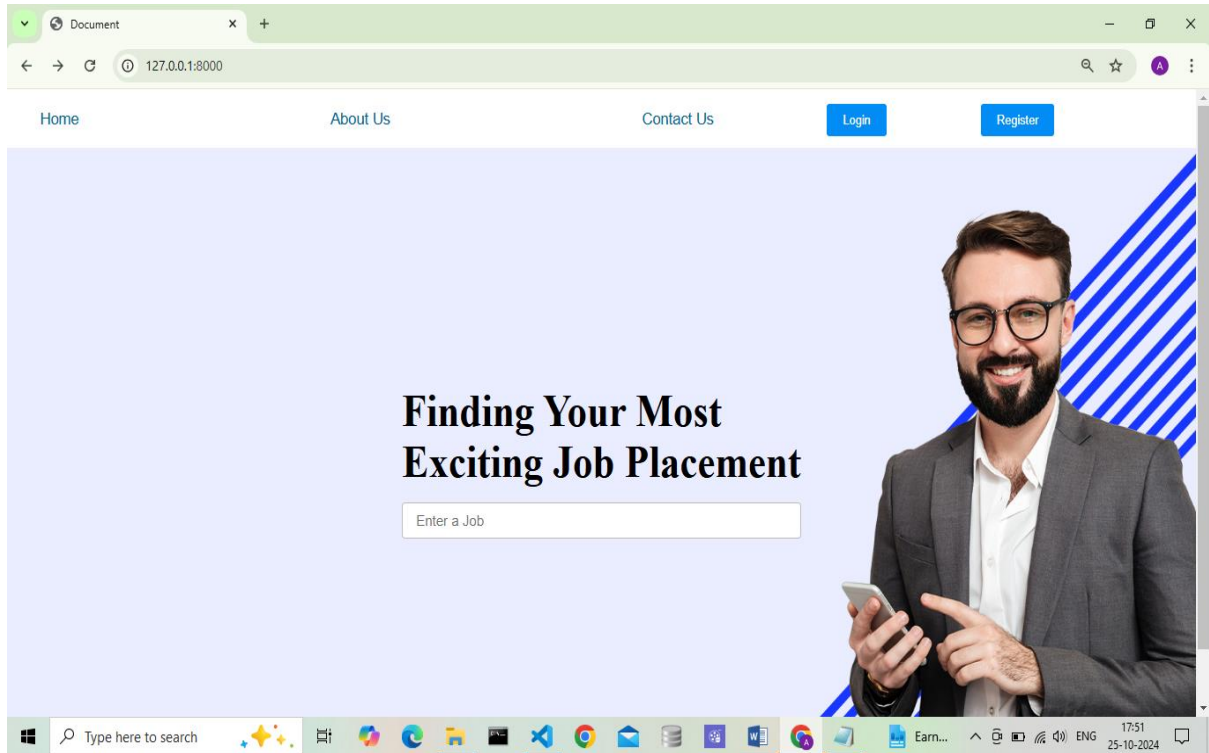 Document
127.0.0.1:8000
A
Home About Us Contact Us Login Register
Finding Your Most
Exciting Job Placement
Enter a Job
Type here to search
Earn...
ENG
17:51
25-10-2024